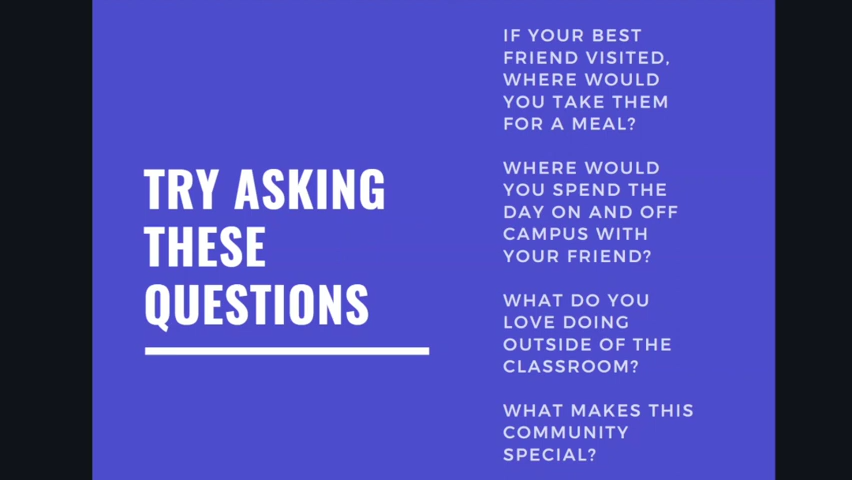 TRY ASKING
THESE
QUESTIONS
IF YOUR BEST
FRIEND VISITED,
WHERE WOULD
YOU TAKE THEM
FOR A MEAL?
WHERE WOULD
YOU SPEND THE
DAY ON AND OFF
CAMPUS WITH
YOUR FRIEND?
WHAT DO YOU
LOVE DOING
OUTSIDE OF THE
CLASSROOM?
WHAT MAKES THIS
COMMUNITY
SPECIAL?